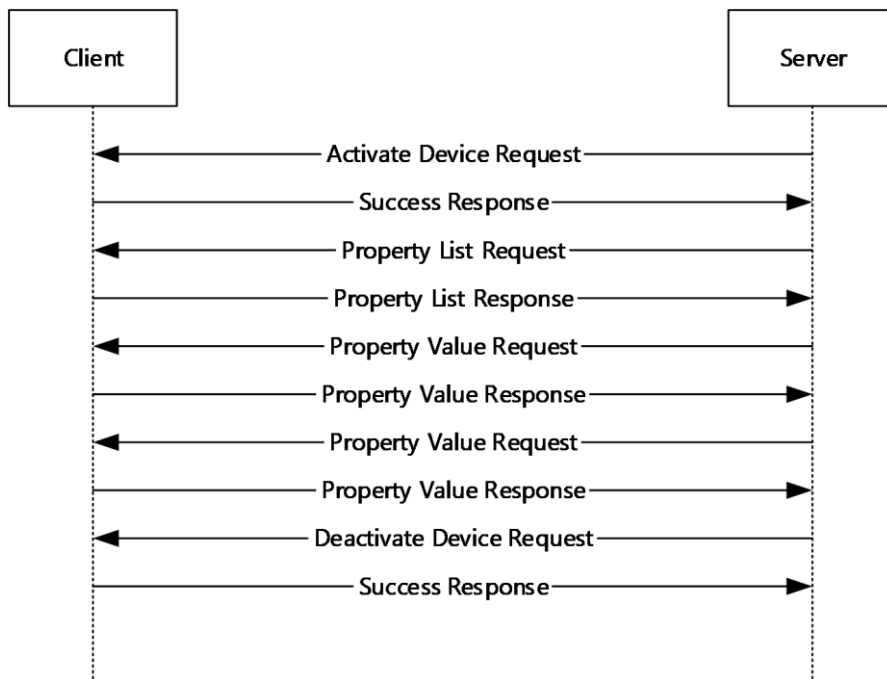 Client
Server
Activate Device Request
Success Response
Property List Request
Property List Response
Property Value Request
Property Value Response
Property Value Request
Property Value Response
Deactivate Device Request
Success Response